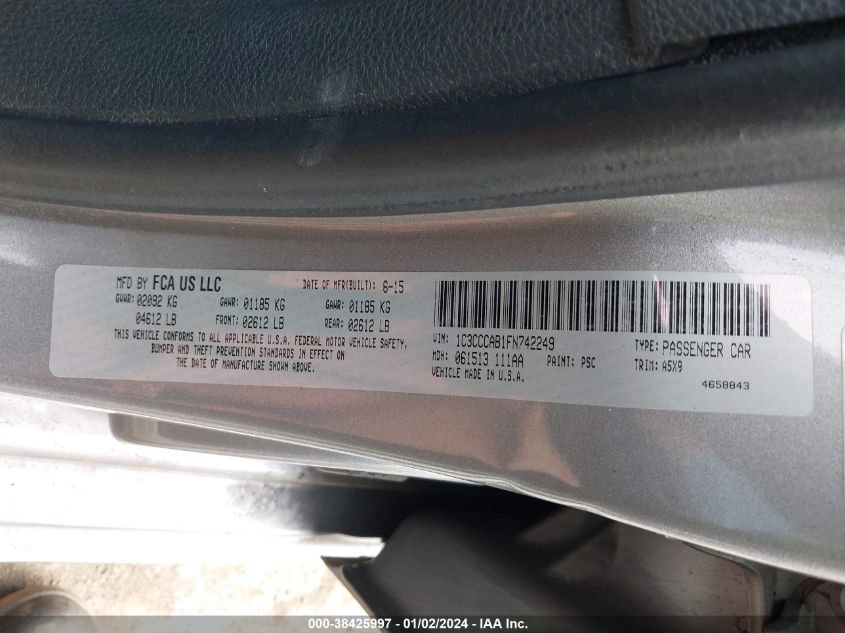 MFD BY FCA US LLC DATE OF MFR(BUILT): 6-15
GVWR: 02092 KG GAWR: 01185 KG GAWR: 01185 KG
04612 LB FRONT: 02612 LB REAR: 02612 LB
THIS VEHICLE CONFORMS TO ALL APPLICABLE U.S.A. FEDERAL MOTOR VEHICLE SAFETY,
BUMPER AND THEFT PREVENTION STANDARDS IN EFFECT ON
THE DATE OF MANUFACTURE SHOWN ABOVE.
VIN: 1C3CCCAB1FN742249 TYPE: PASSENGER CAR
MDH: 061513 111AA PAINT: PSC TRIM: A5X9
VEHICLE MADE IN U.S.A.
4658843
000-38425997 - 01/02/2024 - IAA Inc.